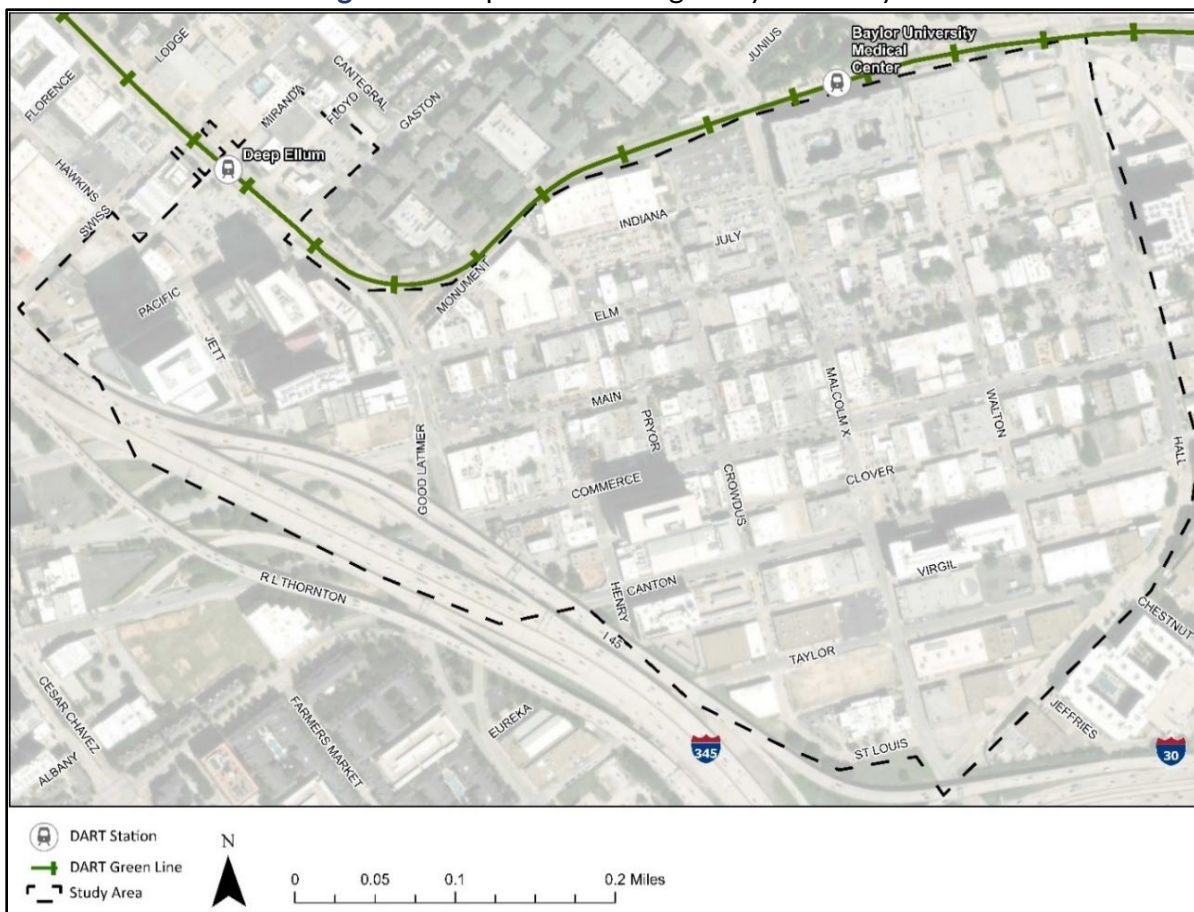 Baylor University
Medical
Center
JUNIUS
LODGE
CANTEGRAL
FLORENCE
MIRANDA
FLOYD
GASTON
Deep Ellum
HAWKINS
SWISS
INDIANA
JULY
MONUMENT
PACIFIC
ELM
JETT
MALCOLM X
MAIN
PRYOR
WALTON
HALL
GOOD LATIMER
COMMERCE
CROWDUS
CLOVER
VIRGIL
R L THORNTON
HENRY
CANTON
CHESTNUT
I 45
TAYLOR
CESAR CHAVEZ
FARMERS MARKET
EUREKA
JEFFRIES
ST LOUIS
345
30
ALBANY
DART Station
DART Green Line
Study Area
N
0 0.05 0.1 0.2 Miles